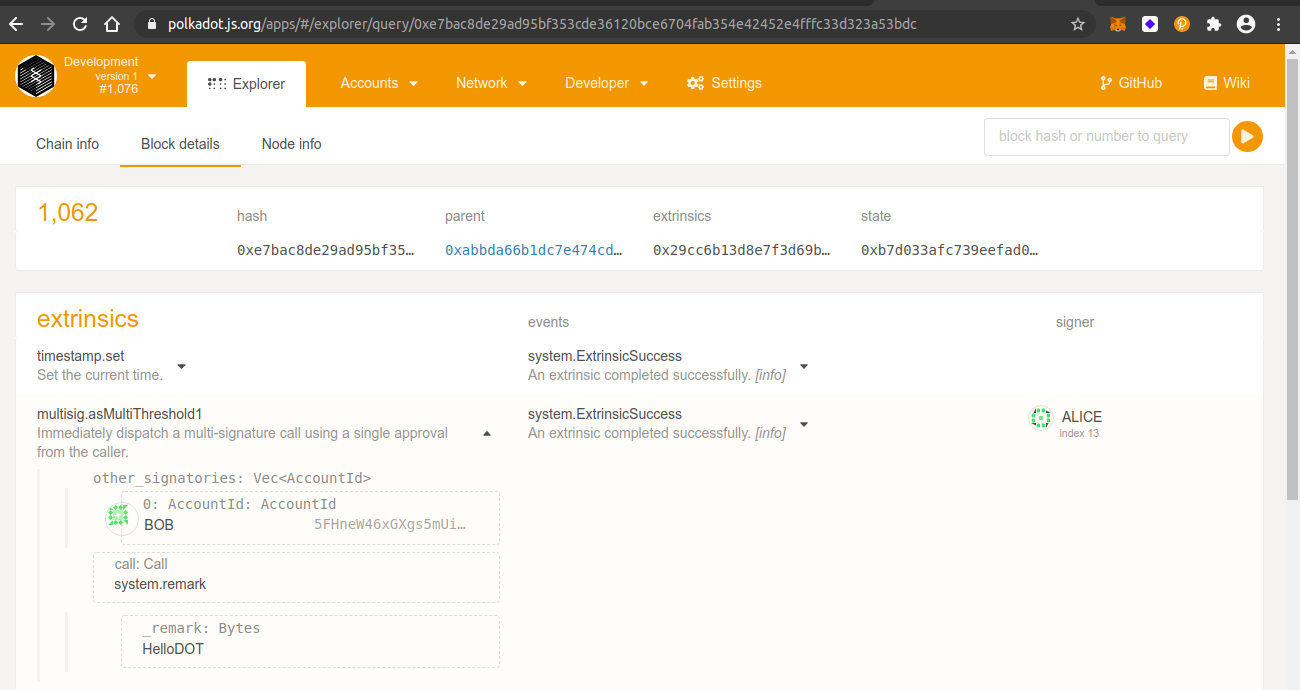 polkadot.js.org/apps/#/explorer/query/0xe7bac8de29ad95bf353cde36120bce6704fab354e42452e4fffc33d323a53bdc
Development
version 1
#1,076
Explorer
Accounts
Network
Developer
Settings
GitHub
Wiki
Chain info
Block details
Node info
block hash or number to query
1,062
hash
parent
extrinsics
state
0xe7bac8de29ad95bf35…
0xabbda66b1dc7e474cd…
0x29cc6b13d8e7f3d69b…
0xb7d033afc739eefad0…
extrinsics
events
signer
timestamp.set
Set the current time.
system.ExtrinsicSuccess
An extrinsic completed successfully. [info]
multisig.asMultiThreshold1
Immediately dispatch a multi-signature call using a single approval
from the caller.
system.ExtrinsicSuccess
An extrinsic completed successfully. [info]
ALICE
index 13
other_signatories: Vec<AccountId>
0: AccountId: AccountId
BOB 5FHneW46xGXgs5mUi…
call: Call
system.remark
_remark: Bytes
HelloDOT